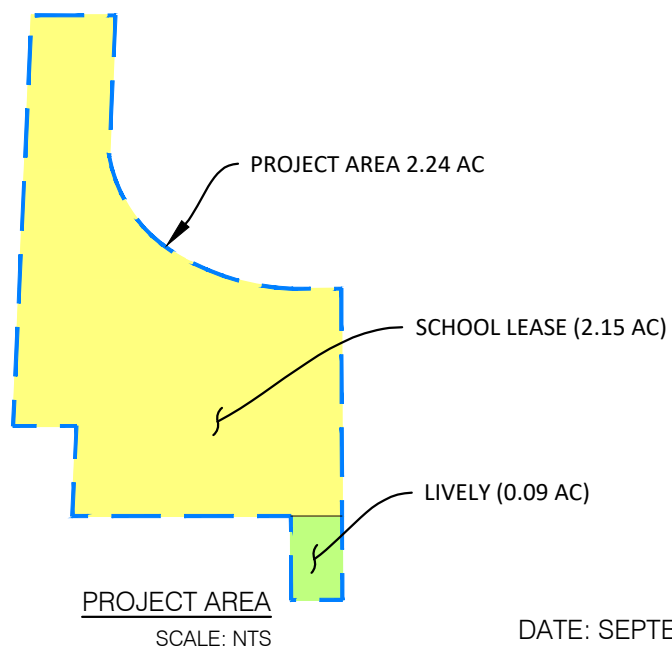 PROJECT AREA 2.24 AC
SCHOOL LEASE (2.15 AC)
LIVELY (0.09 AC)
PROJECT AREA
SCALE: NTS
DATE: SEPTE